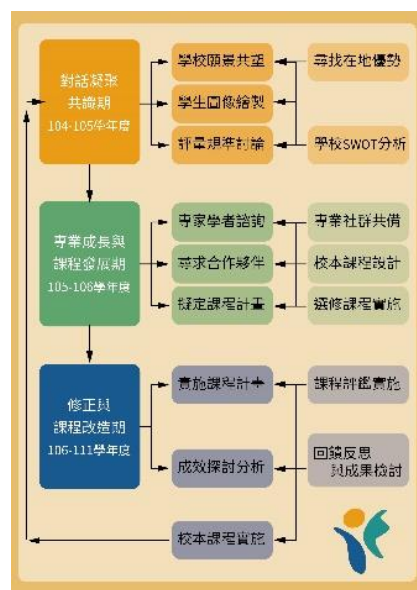 對話凝聚
共識期
104-105學年度
學校願景共塑
學生圖像繪製
評量規準討論
尋找在地優勢
學校SWOT分析
專業成長與
課程發展期
105-106學年度
專家學者諮詢
尋求合作夥伴
擬定課程計畫
專業社群共備
校本課程設計
選修課程實施
修正與
課程改造期
106-111學年度
實施課程計畫
成效探討分析
校本課程實施
課程評鑑實施
回饋反思
與成果檢討